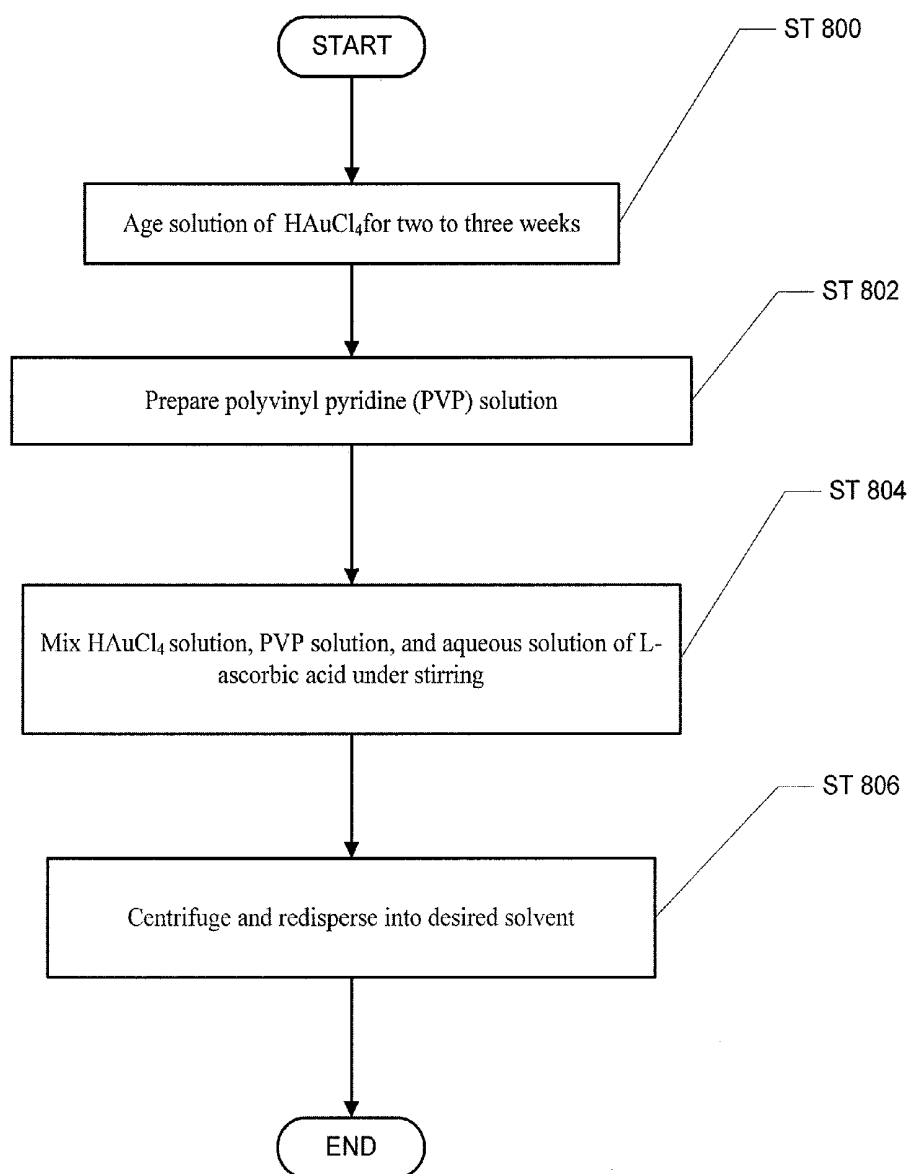 START
ST 800
Age solution of HAuCl₄for two to three weeks
ST 802
Prepare polyvinyl pyridine (PVP) solution
ST 804
Mix HAuCl₄ solution, PVP solution, and aqueous solution of L-
ascorbic acid under stirring
ST 806
Centrifuge and redisperse into desired solvent
END